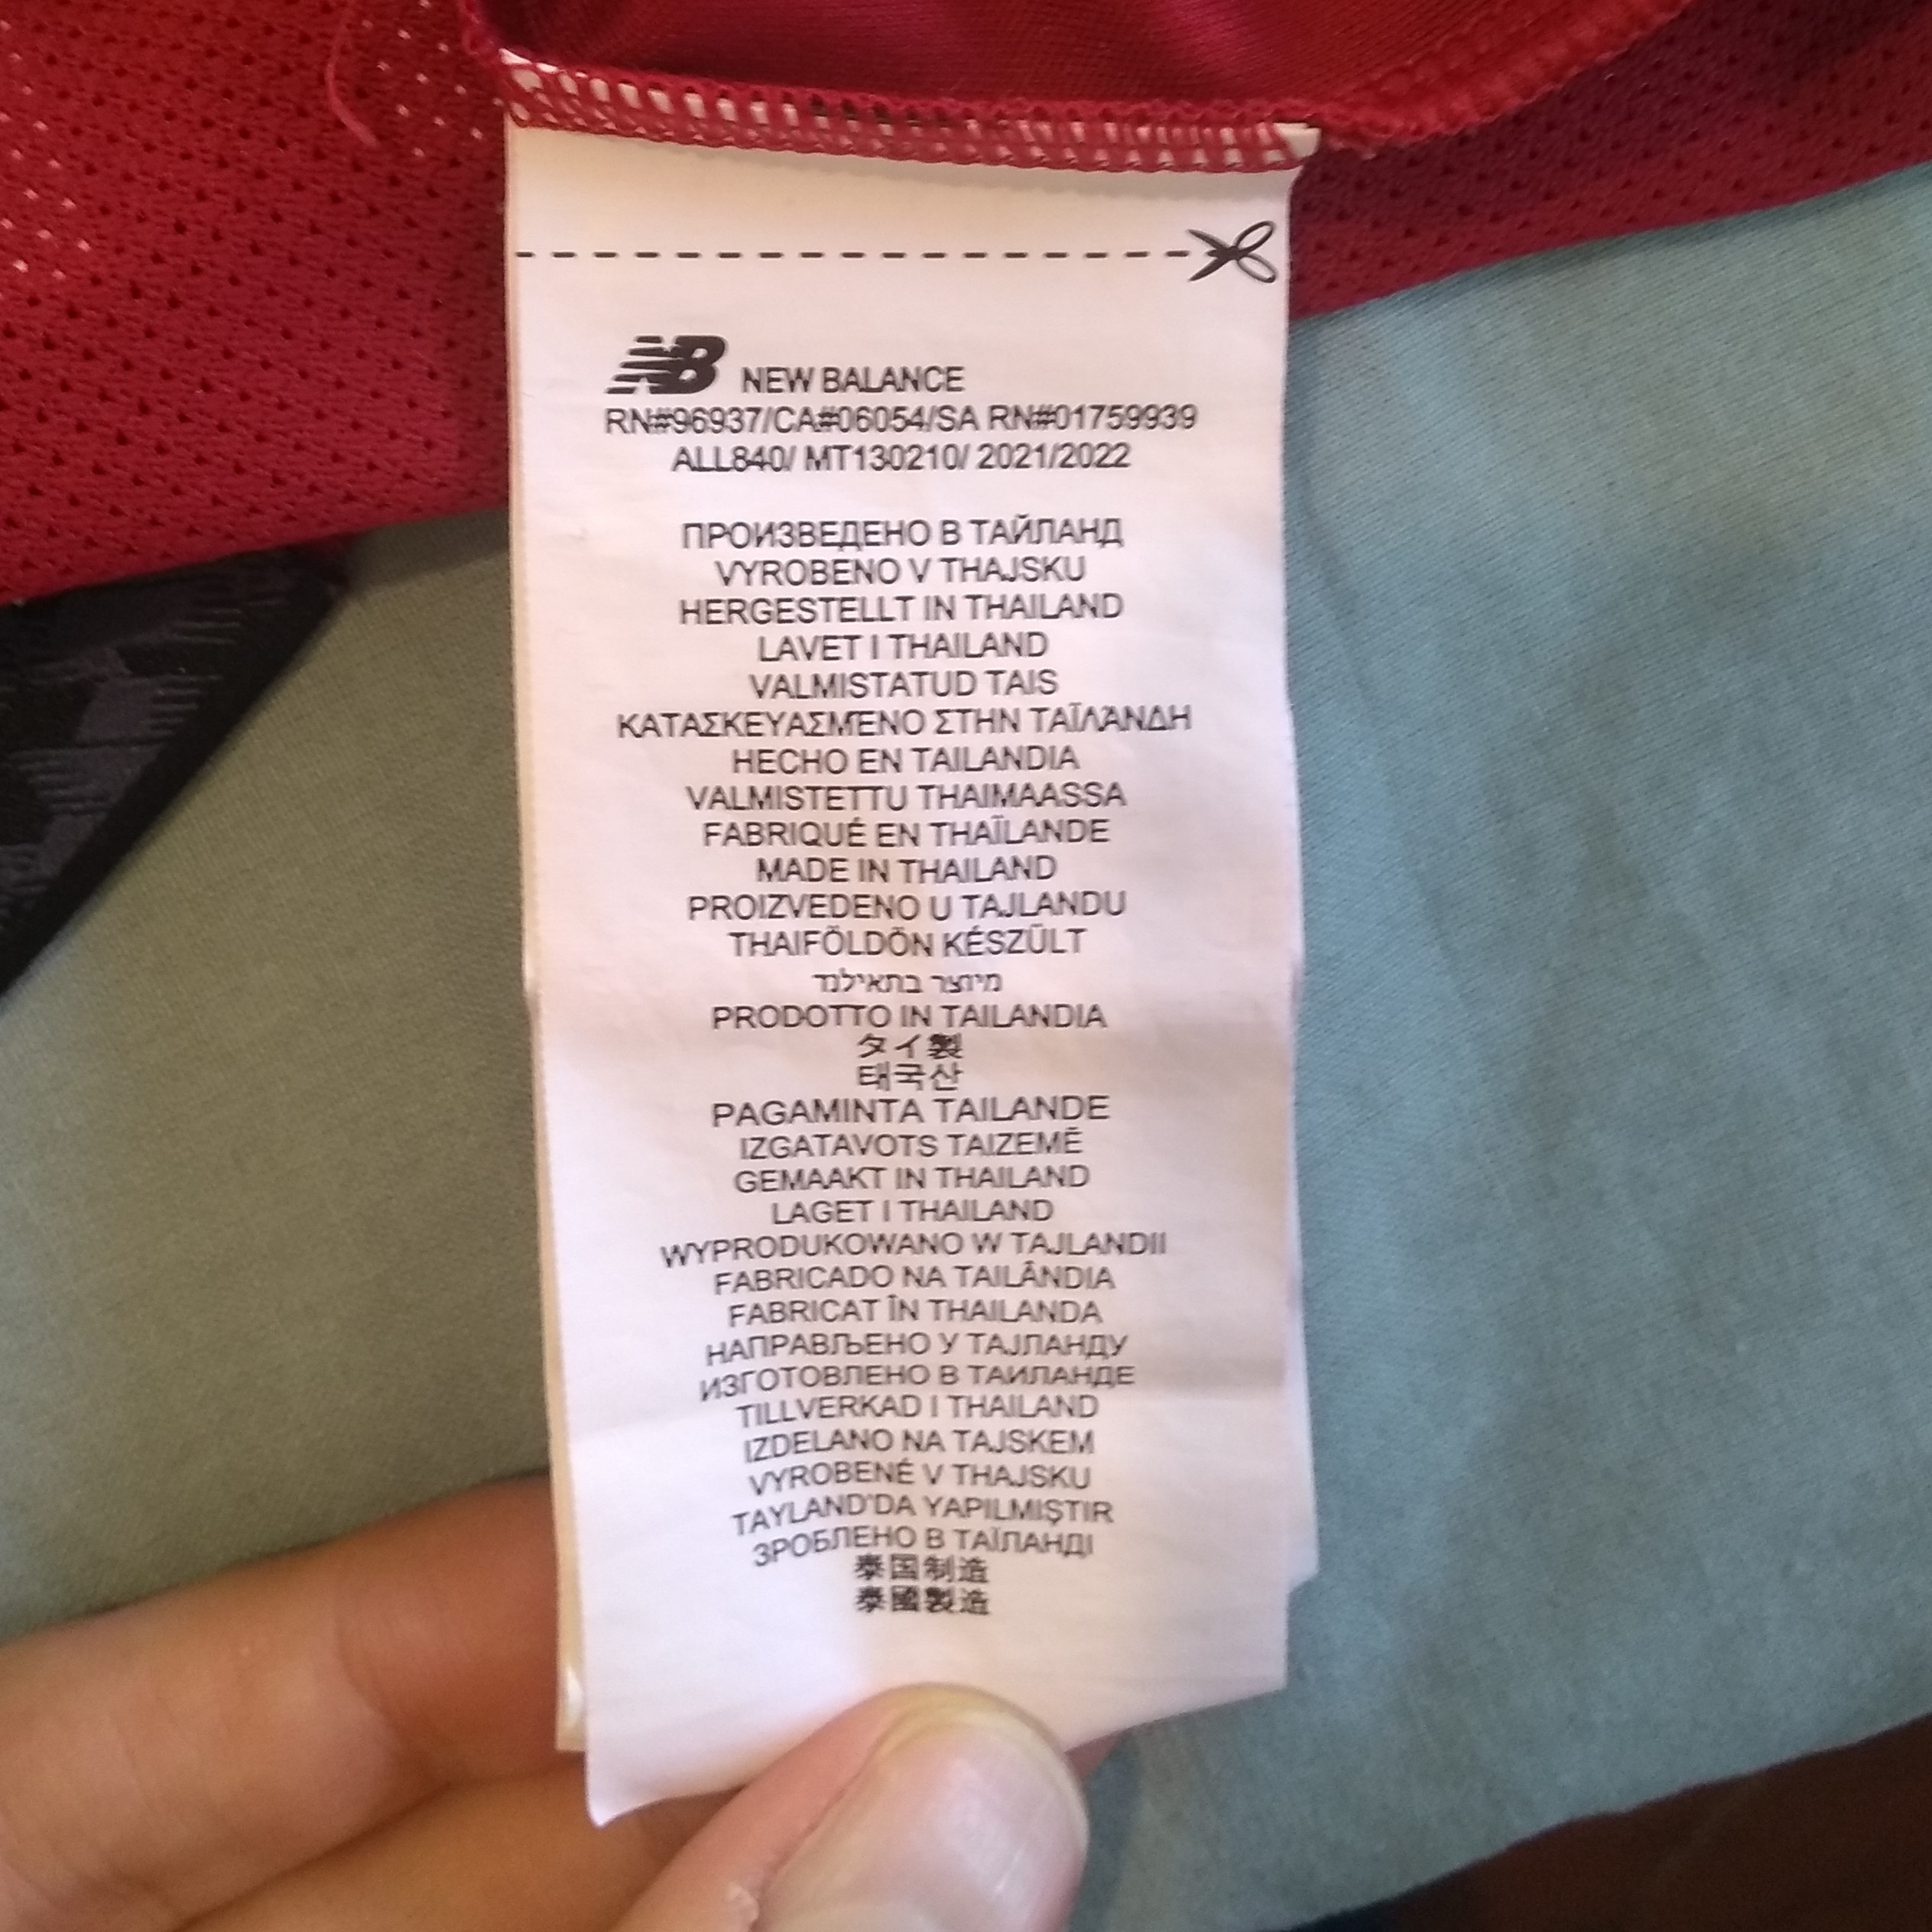 NB NEW BALANCE
RN#96937/CA#06054/SA RN#01759939
ALL840/ MT130210/ 2021/2022
ПРОИЗВЕДЕНО В ТАЙЛАНД
VYROBENO V THAJSKU
HERGESTELLT IN THAILAND
LAVET I THAILAND
VALMISTATUD TAIS
ΚΑΤΑΣΚΕΥΑΣΜΈΝΟ ΣΤΗΝ ΤΑΪΛΆΝΔΗ
HECHO EN TAILANDIA
VALMISTETTU THAIMAASSA
FABRIQUÉ EN THAÏLANDE
MADE IN THAILAND
PROIZVEDENO U TAJLANDU
THAIFÖLDÖN KÉSZÜLT
מיוצר בתאילנד
PRODOTTO IN TAILANDIA
タイ製
태국산
PAGAMINTA TAILANDE
IZGATAVOTS TAIZEMĒ
GEMAAKT IN THAILAND
LAGET I THAILAND
WYPRODUKOWANO W TAJLANDII
FABRICADO NA TAILÂNDIA
FABRICAT ÎN THAILANDA
НАПРАВЉЕНО У ТАЈЛАНДУ
ИЗГОТОВЛЕНО В ТАИЛАНДЕ
TILLVERKAD I THAILAND
IZDELANO NA TAJSKEM
VYROBENÉ V THAJSKU
TAYLAND'DA YAPILMIŞTIR
ЗРОБЛЕНО В ТАЇЛАНДІ
泰国制造
泰國製造